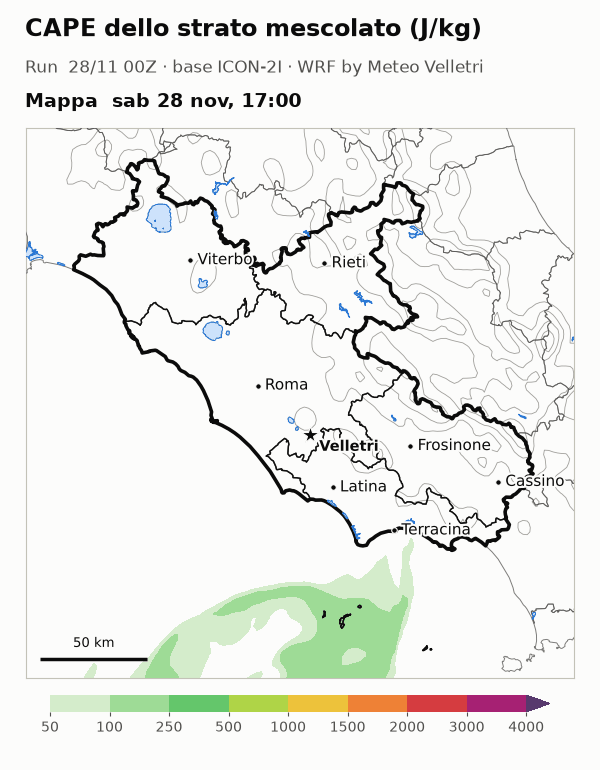 CAPE dello strato mescolato (J/kg)
Run  28/11 00Z · base ICON-2I · WRF by Meteo Velletri
Mappa  sab 28 nov, 17:00
Viterbo
Rieti
Roma
Velletri
Frosinone
Latina
Cassino
Terracina
50 km
50 100 250 500 1000 1500 2000 3000 4000